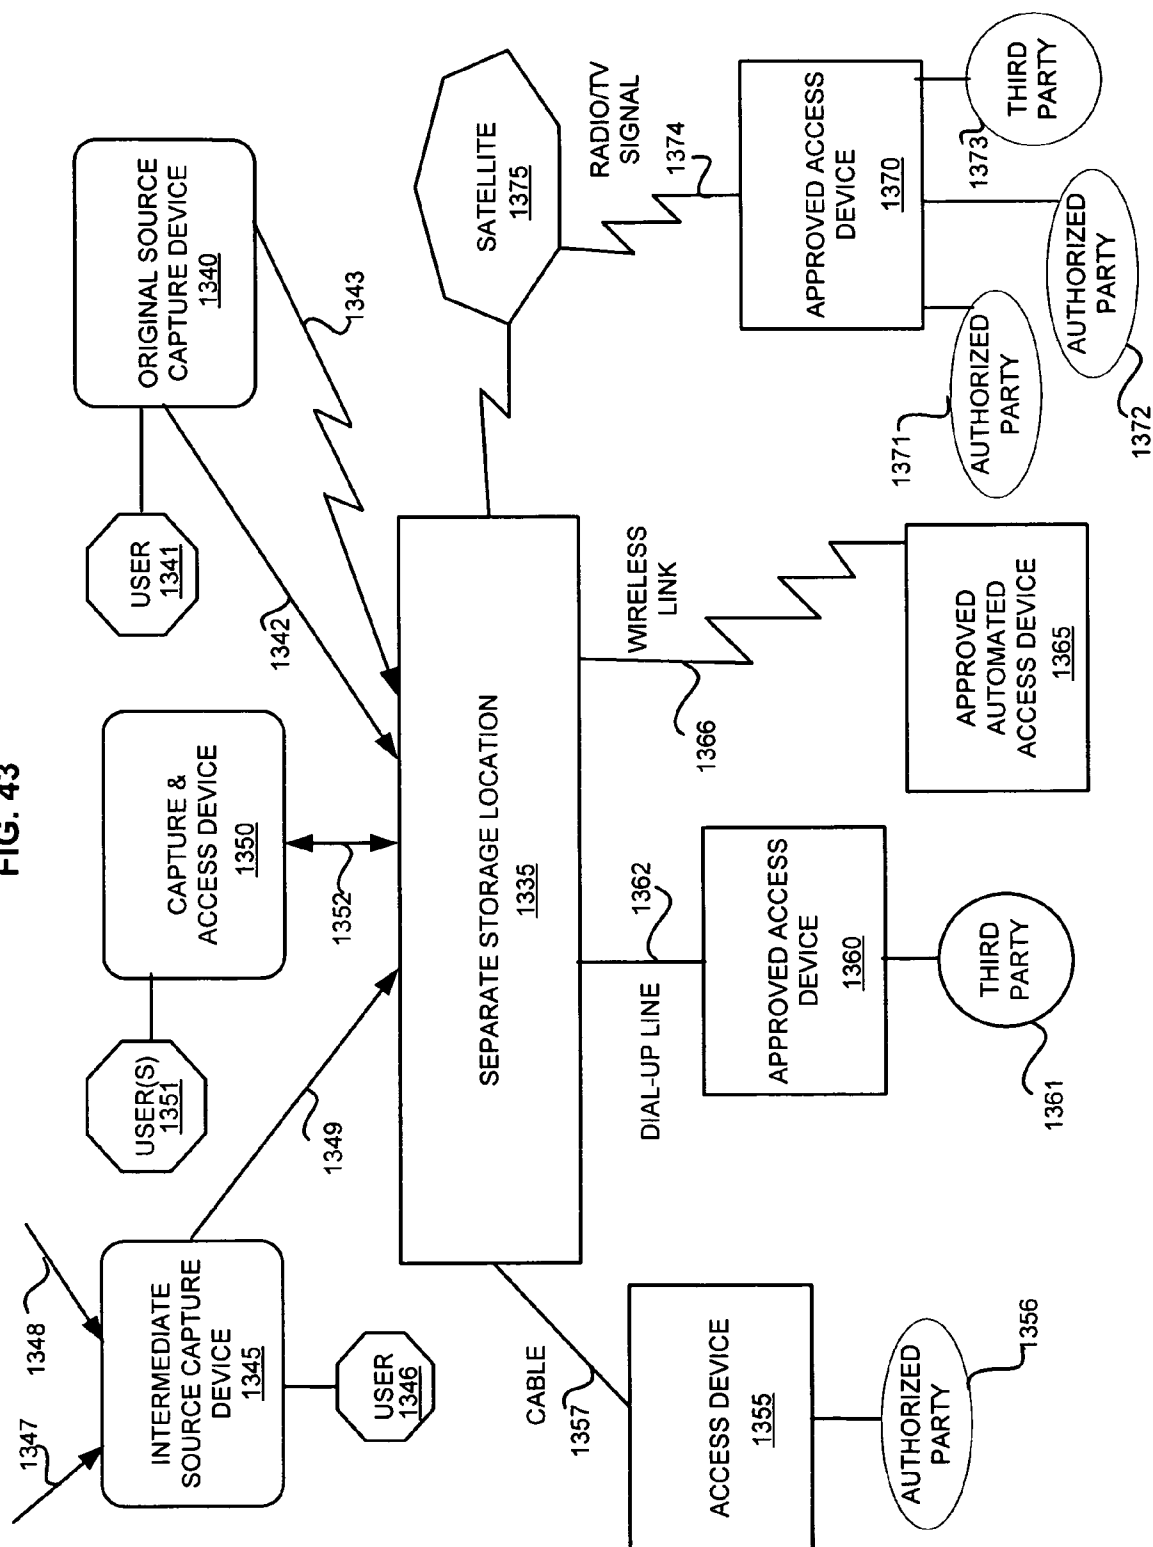 FIG. 43
1347
1348
INTERMEDIATE
SOURCE CAPTURE
DEVICE
1345
USER
1346
1349
USER(S)
1351
CAPTURE &
ACCESS DEVICE
1350
1352
USER
1341
ORIGINAL SOURCE
CAPTURE DEVICE
1340
1342
1343
SEPARATE STORAGE LOCATION
1335
SATELLITE
1375
RADIO/TV
SIGNAL
1374
CABLE
1357
ACCESS DEVICE
1355
AUTHORIZED
PARTY
1356
DIAL-UP LINE
1362
APPROVED ACCESS
DEVICE
1360
THIRD
PARTY
1361
WIRELESS
LINK
1366
APPROVED
AUTOMATED
ACCESS DEVICE
1365
APPROVED ACCESS
DEVICE
1370
1371
AUTHORIZED
PARTY
AUTHORIZED
PARTY
1372
1373
THIRD
PARTY